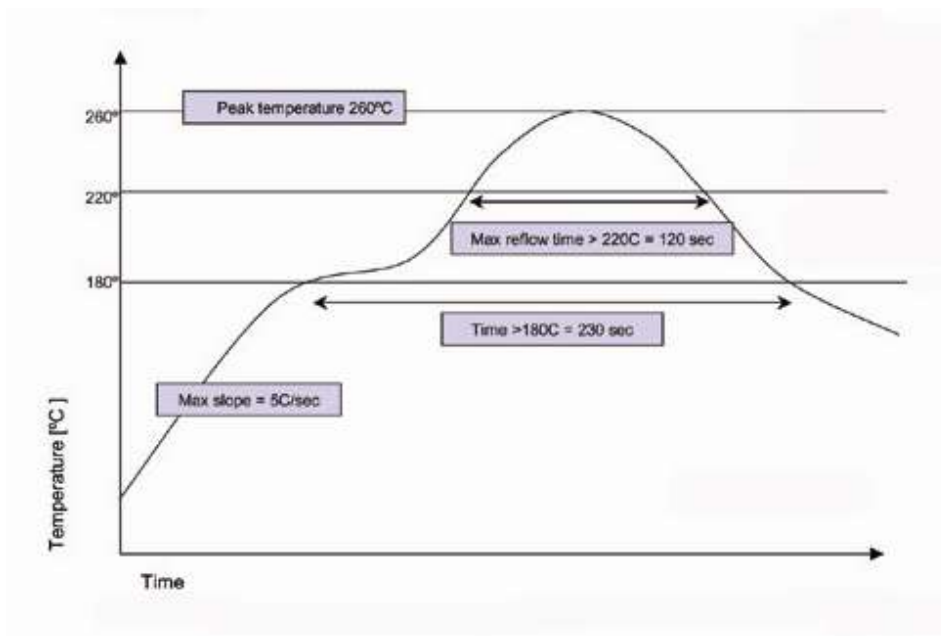 Peak temperature 260ºC
260º
220º
Max reflow time > 220C = 120 sec
180º
Time >180C = 230 sec
Max slope = 5C/sec
Temperature [ºC ]
Time